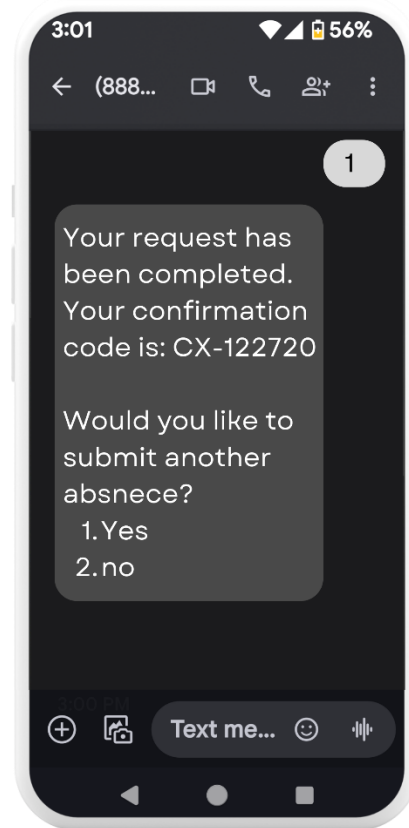 3:01 56%
(888...
1
Your request has
been completed.
Your confirmation
code is: CX-122720
Would you like to
submit another
absnece?
1. Yes
2. no
3:00 PM
Text me...